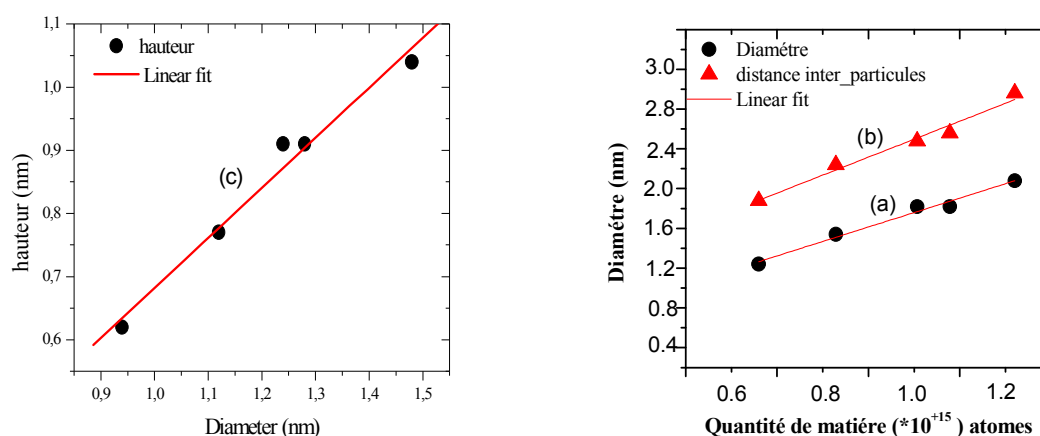 1,1
1,0
0,9
0,8
0,7
0,6
hauteur (nm)
hauteur
Linear fit
(c)
0,9 1,0 1,1 1,2 1,3 1,4 1,5
Diameter (nm)
3.0
2.8
2.4
2.0
1.6
1.2
0.8
0.4
Diamétre (nm)
Diamétre
distance inter_particules
Linear fit
(b)
(a)
0.6 0.8 1.0 1.2
Quantité de matiére (*10+15) atomes